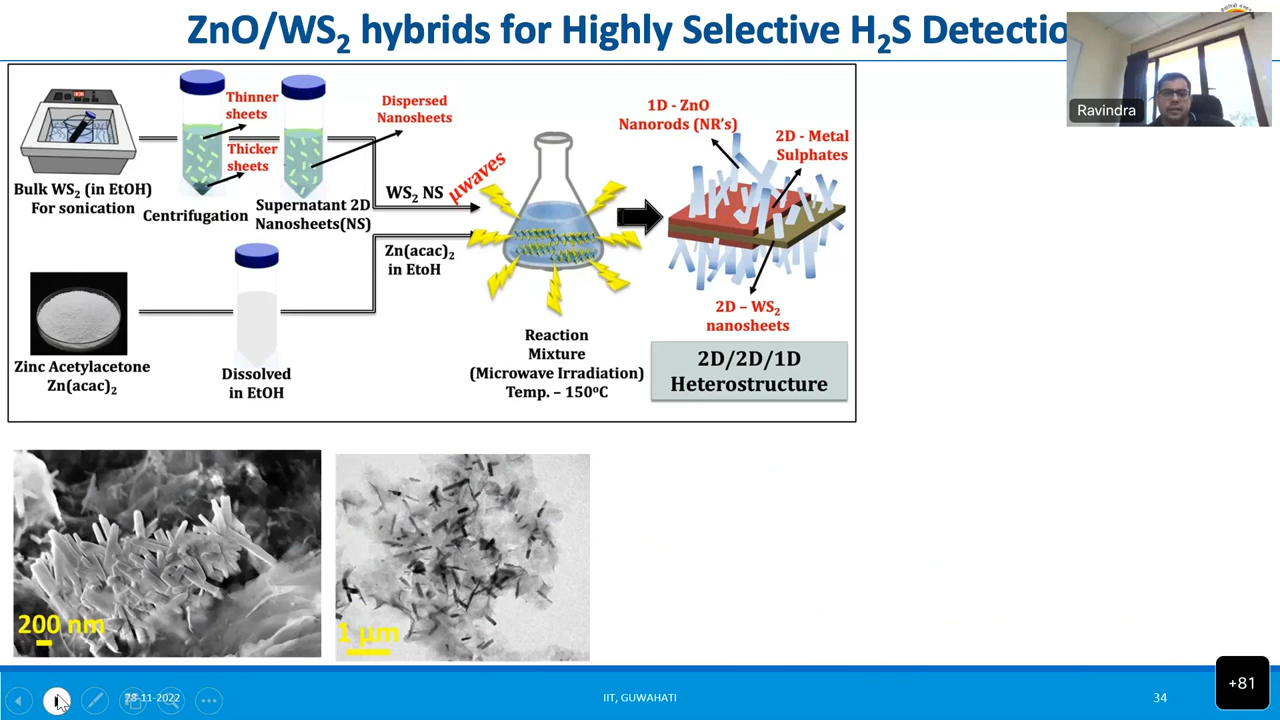 ZnO/WS₂ hybrids for Highly Selective H₂S Detectio
Ravindra
Thinner
sheets
Thicker
sheets
Dispersed
Nanosheets
Bulk WS₂ (in EtOH)
For sonication
Centrifugation
Supernatant 2D
Nanosheets(NS)
WS₂ NS
μwaves
Zn(acac)₂
in EtoH
1D - ZnO
Nanorods (NR's)
2D - Metal
Sulphates
2D – WS₂
nanosheets
Zinc Acetylacetone
Zn(acac)₂
Dissolved
in EtOH
Reaction
Mixture
(Microwave Irradiation)
Temp. – 150°C
2D/2D/1D
Heterostructure
200 nm
1 μm
28-11-2022
IIT, GUWAHATI
34
+81